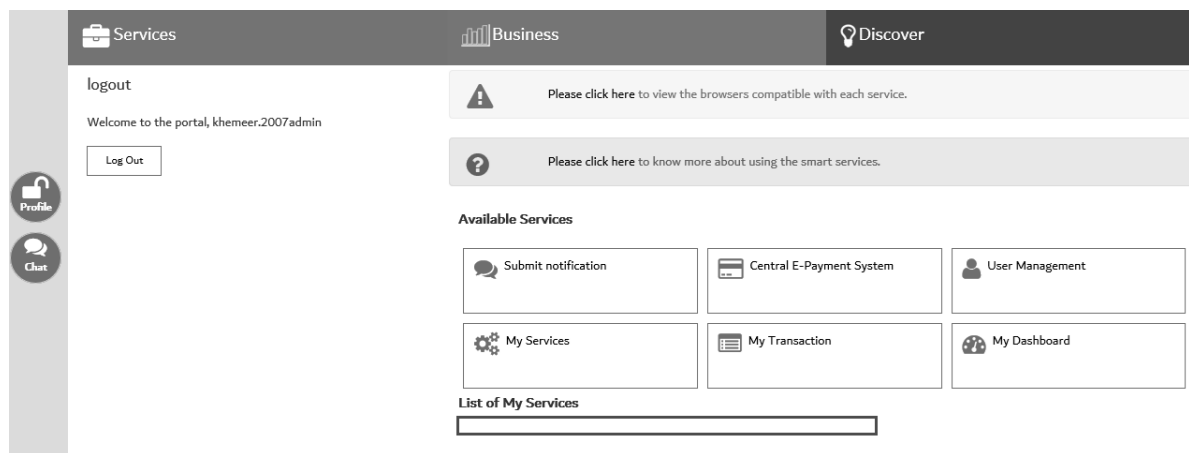 Services
Business
Discover
logout
Welcome to the portal, khemeer.2007admin
Log Out
Profile
Chat
Please click here to view the browsers compatible with each service.
Please click here to know more about using the smart services.
Available Services
Submit notification
Central E-Payment System
User Management
My Services
My Transaction
My Dashboard
List of My Services